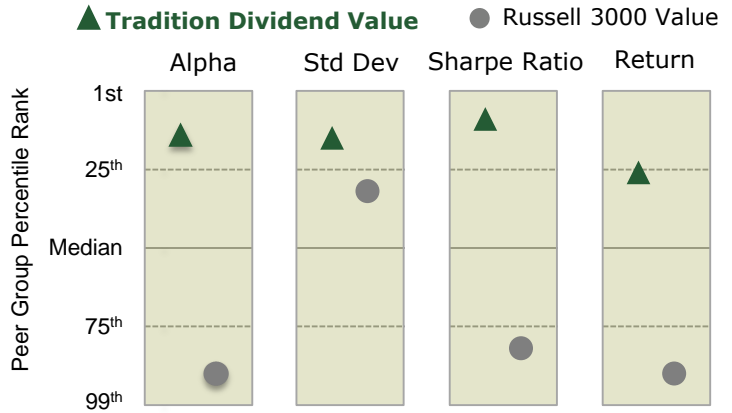 Tradition Dividend Value
Russell 3000 Value
Alpha
Std Dev
Sharpe Ratio
Return
Peer Group Percentile Rank
1st
25th
Median
75th
99th